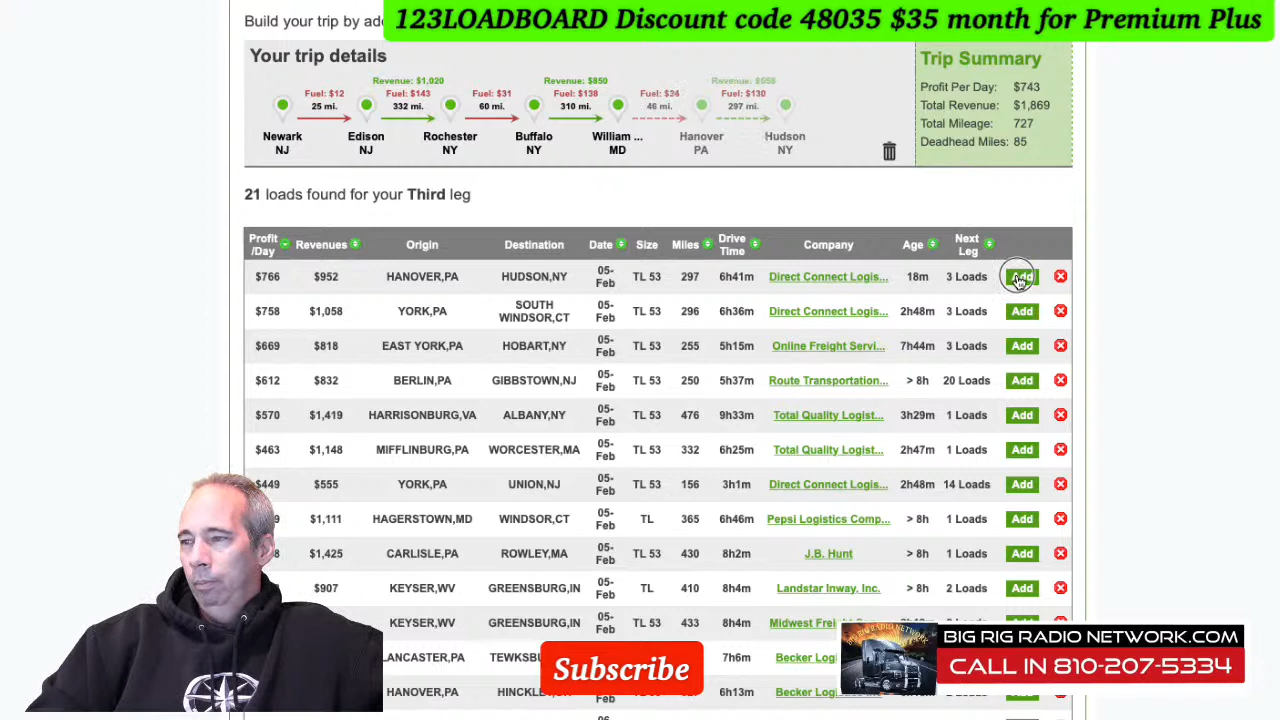 Build your trip by
123LOADBOARD Discount code 48035 $35 month for Premium Plus
Your trip details
Revenue: $1,020 Revenue: $850
Fuel: $12 Fuel: $143 Fuel: $31 Fuel: $138 Fuel: $24 Fuel: $130
25 mi. 332 mi. 60 mi. 310 mi. 46 mi. 297 mi.
Newark Edison Rochester Buffalo William ... Hanover Hudson
NJ NJ NY NY MD PA NY
Trip Summary
Profit Per Day: $743
Total Revenue: $1,869
Total Mileage: 727
Deadhead Miles: 85
21 loads found for your Third leg
Profit /Day Revenues Origin Destination Date Size Miles Drive Time Company Age Next Leg
$766 $952 HANOVER,PA HUDSON,NY 05-Feb TL 53 297 6h41m Direct Connect Logis... 18m 3 Loads Add
$758 $1,058 YORK,PA SOUTH WINDSOR,CT 05-Feb TL 53 296 6h36m Direct Connect Logis... 2h48m 3 Loads Add
$669 $818 EAST YORK,PA HOBART,NY 05-Feb TL 53 255 5h15m Online Freight Servi... 7h44m 3 Loads Add
$612 $832 BERLIN,PA GIBBSTOWN,NJ 05-Feb TL 53 250 5h37m Route Transportation... > 8h 20 Loads Add
$570 $1,419 HARRISONBURG,VA ALBANY,NY 05-Feb TL 53 476 9h33m Total Quality Logist... 3h29m 1 Loads Add
$463 $1,148 MIFFLINBURG,PA WORCESTER,MA 05-Feb TL 53 332 6h25m Total Quality Logist... 2h47m 1 Loads Add
$449 $555 YORK,PA UNION,NJ 05-Feb TL 53 156 3h1m Direct Connect Logis... 2h48m 14 Loads Add
$1,111 HAGERSTOWN,MD WINDSOR,CT 05-Feb TL 365 6h46m Pepsi Logistics Comp... > 8h 1 Loads Add
$1,425 CARLISLE,PA ROWLEY,MA 05-Feb TL 53 430 8h2m J.B. Hunt > 8h 1 Loads Add
$907 KEYSER,WV GREENSBURG,IN 05-Feb TL 410 8h4m Landstar Inway, Inc. > 8h 2 Loads Add
KEYSER,WV GREENSBURG,IN 05-Feb TL 53 433 8h4m Midwest
7h6m Becker
HANOVER,PA 6h13m Becker
Subscribe
BIG RIG RADIO NETWORK.COM
CALL IN 810-207-5334